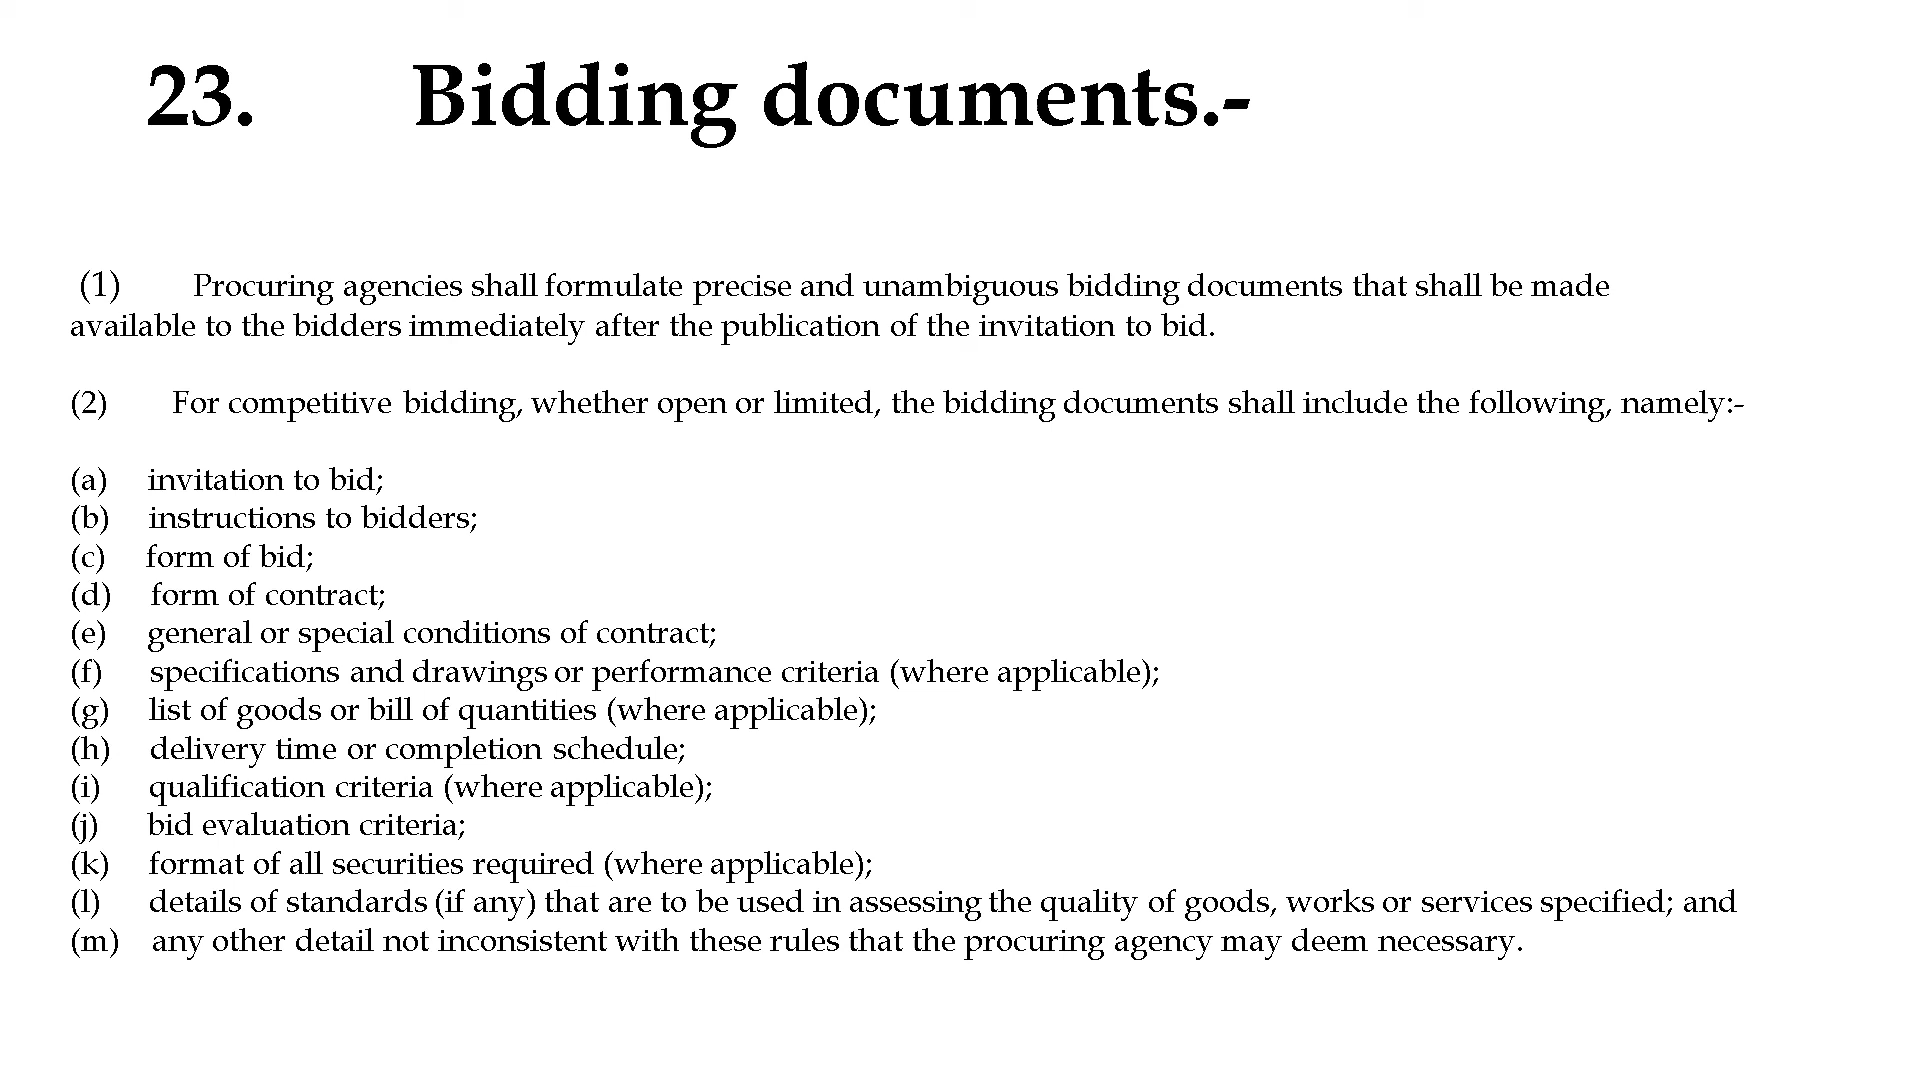 23. Bidding documents.-
(1) Procuring agencies shall formulate precise and unambiguous bidding documents that shall be made
available to the bidders immediately after the publication of the invitation to bid.
(2) For competitive bidding, whether open or limited, the bidding documents shall include the following, namely:-
(a) invitation to bid;
(b) instructions to bidders;
(c) form of bid;
(d) form of contract;
(e) general or special conditions of contract;
(f) specifications and drawings or performance criteria (where applicable);
(g) list of goods or bill of quantities (where applicable);
(h) delivery time or completion schedule;
(i) qualification criteria (where applicable);
(j) bid evaluation criteria;
(k) format of all securities required (where applicable);
(l) details of standards (if any) that are to be used in assessing the quality of goods, works or services specified; and
(m) any other detail not inconsistent with these rules that the procuring agency may deem necessary.